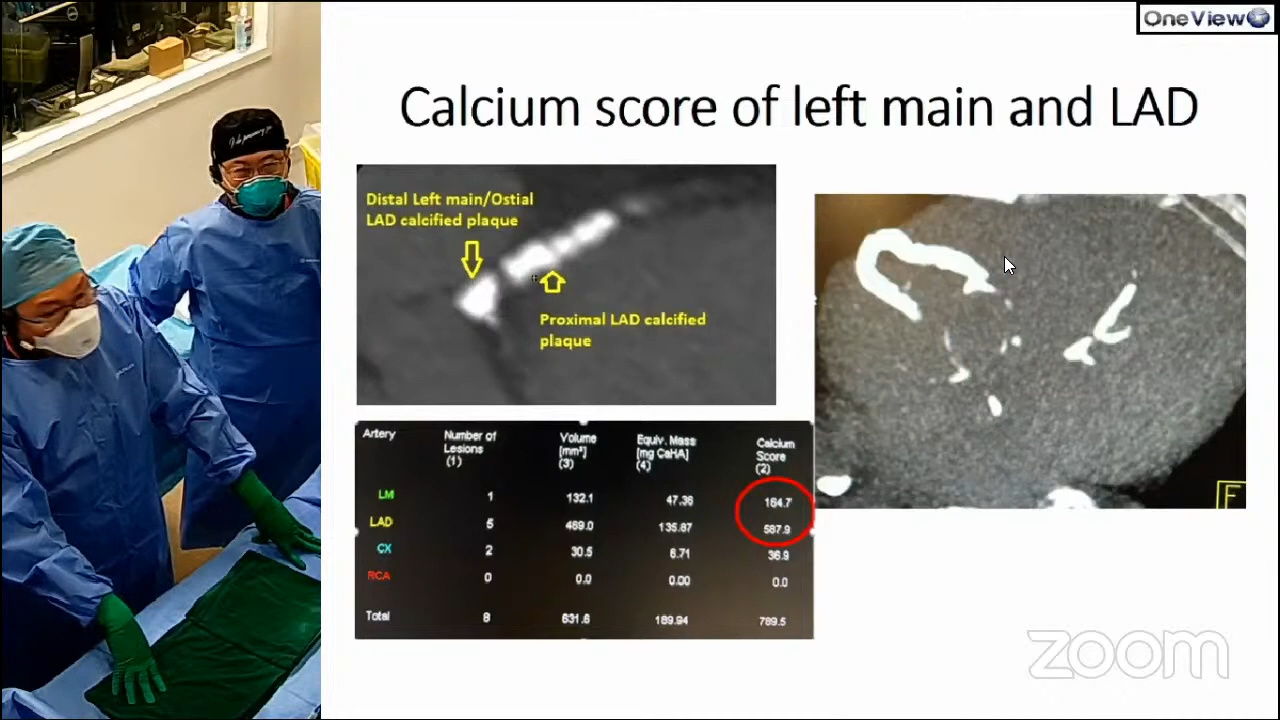 OneView
Calcium score of left main and LAD
Distal Left main/Ostial
LAD calcified plaque
Proximal LAD calcified
plaque
Artery Number of Lesions (1) Volume [mm³] (3) Equiv. Mass [mg CaHA] (4) Calcium Score (2)
LM 1 132.1 47.36 164.7
LAD 5 469.0 135.87 587.9
CX 2 30.5 6.71 36.9
RCA 0 0.0 0.00 0.0
Total 8 631.6 189.94 789.5
F
zoom